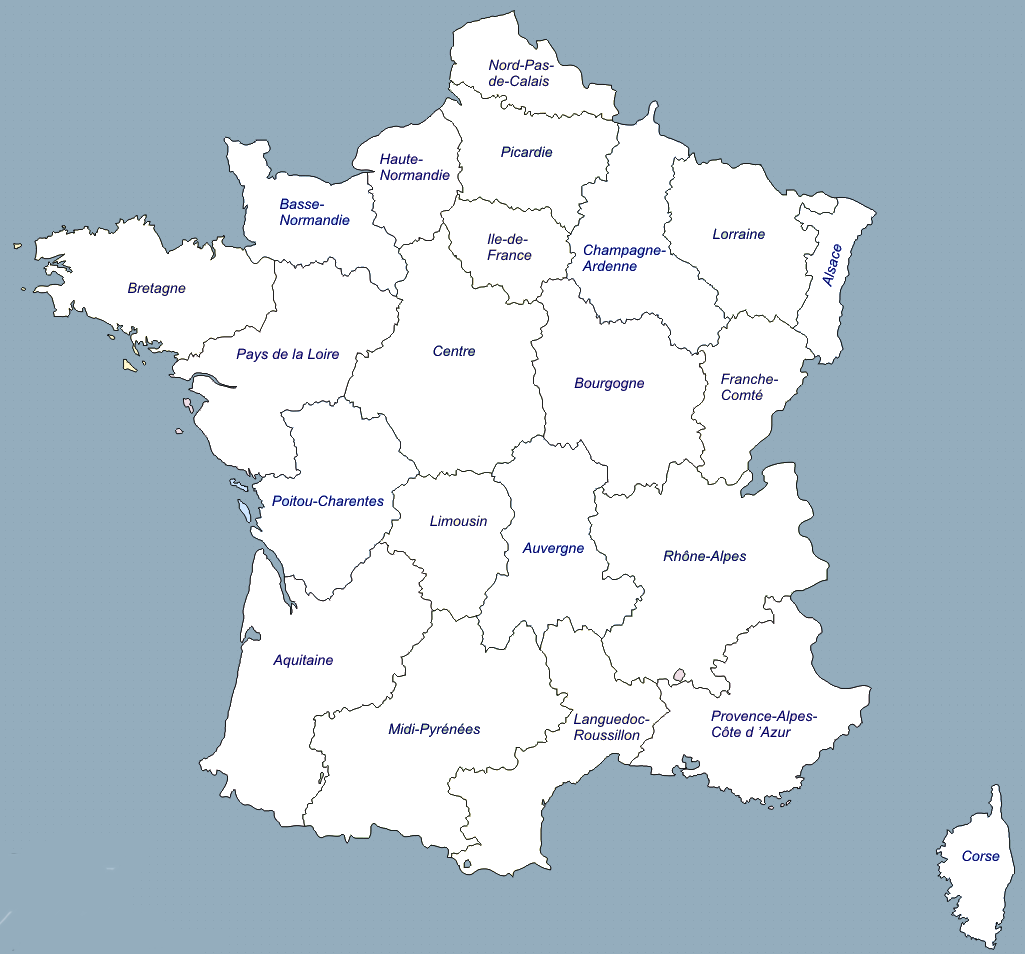 Nord-Pas-
de-Calais
Picardie
Haute-
Normandie
Basse-
Normandie
Ile-de-
France
Champagne-
Ardenne
Lorraine
Alsace
Bretagne
Pays de la Loire
Centre
Bourgogne
Franche-
Comté
Poitou-Charentes
Limousin
Auvergne
Rhône-Alpes
Aquitaine
Midi-Pyrénées
Languedoc-
Roussillon
Provence-Alpes-
Côte d 'Azur
Corse